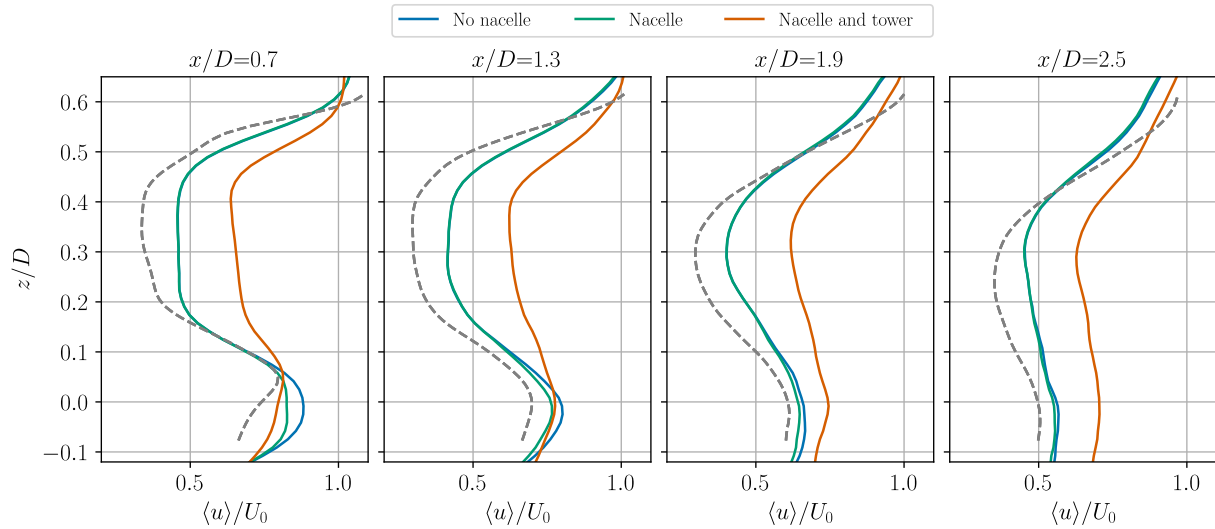 No nacelle Nacelle Nacelle and tower
x/D=0.7 x/D=1.3 x/D=1.9 x/D=2.5
z/D
0.6
0.5
0.4
0.3
0.2
0.1
0.0
−0.1
0.5 1.0 0.5 1.0 0.5 1.0 0.5 1.0
⟨u⟩/U₀ ⟨u⟩/U₀ ⟨u⟩/U₀ ⟨u⟩/U₀